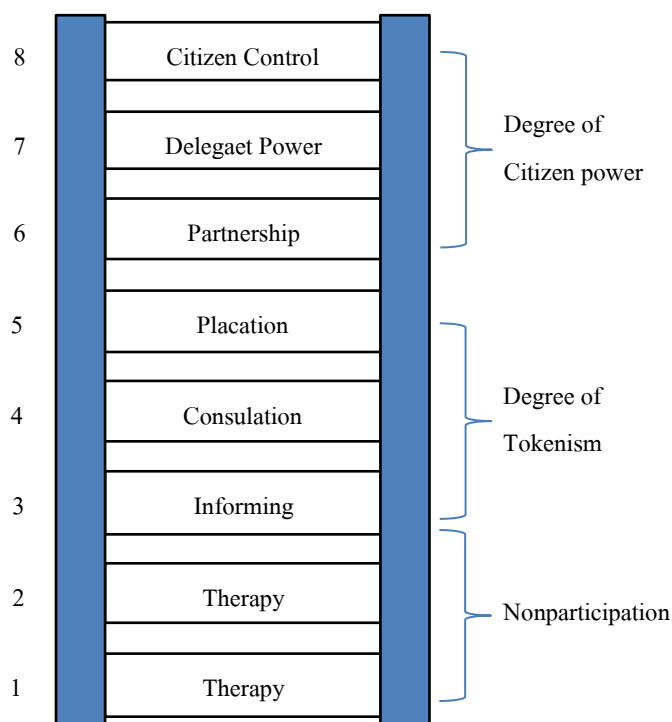 8 Citizen Control
7 Delegaet Power
Degree of
Citizen power
6 Partnership
5 Placation
4 Consulation
Degree of
Tokenism
3 Informing
2 Therapy
Nonparticipation
1 Therapy